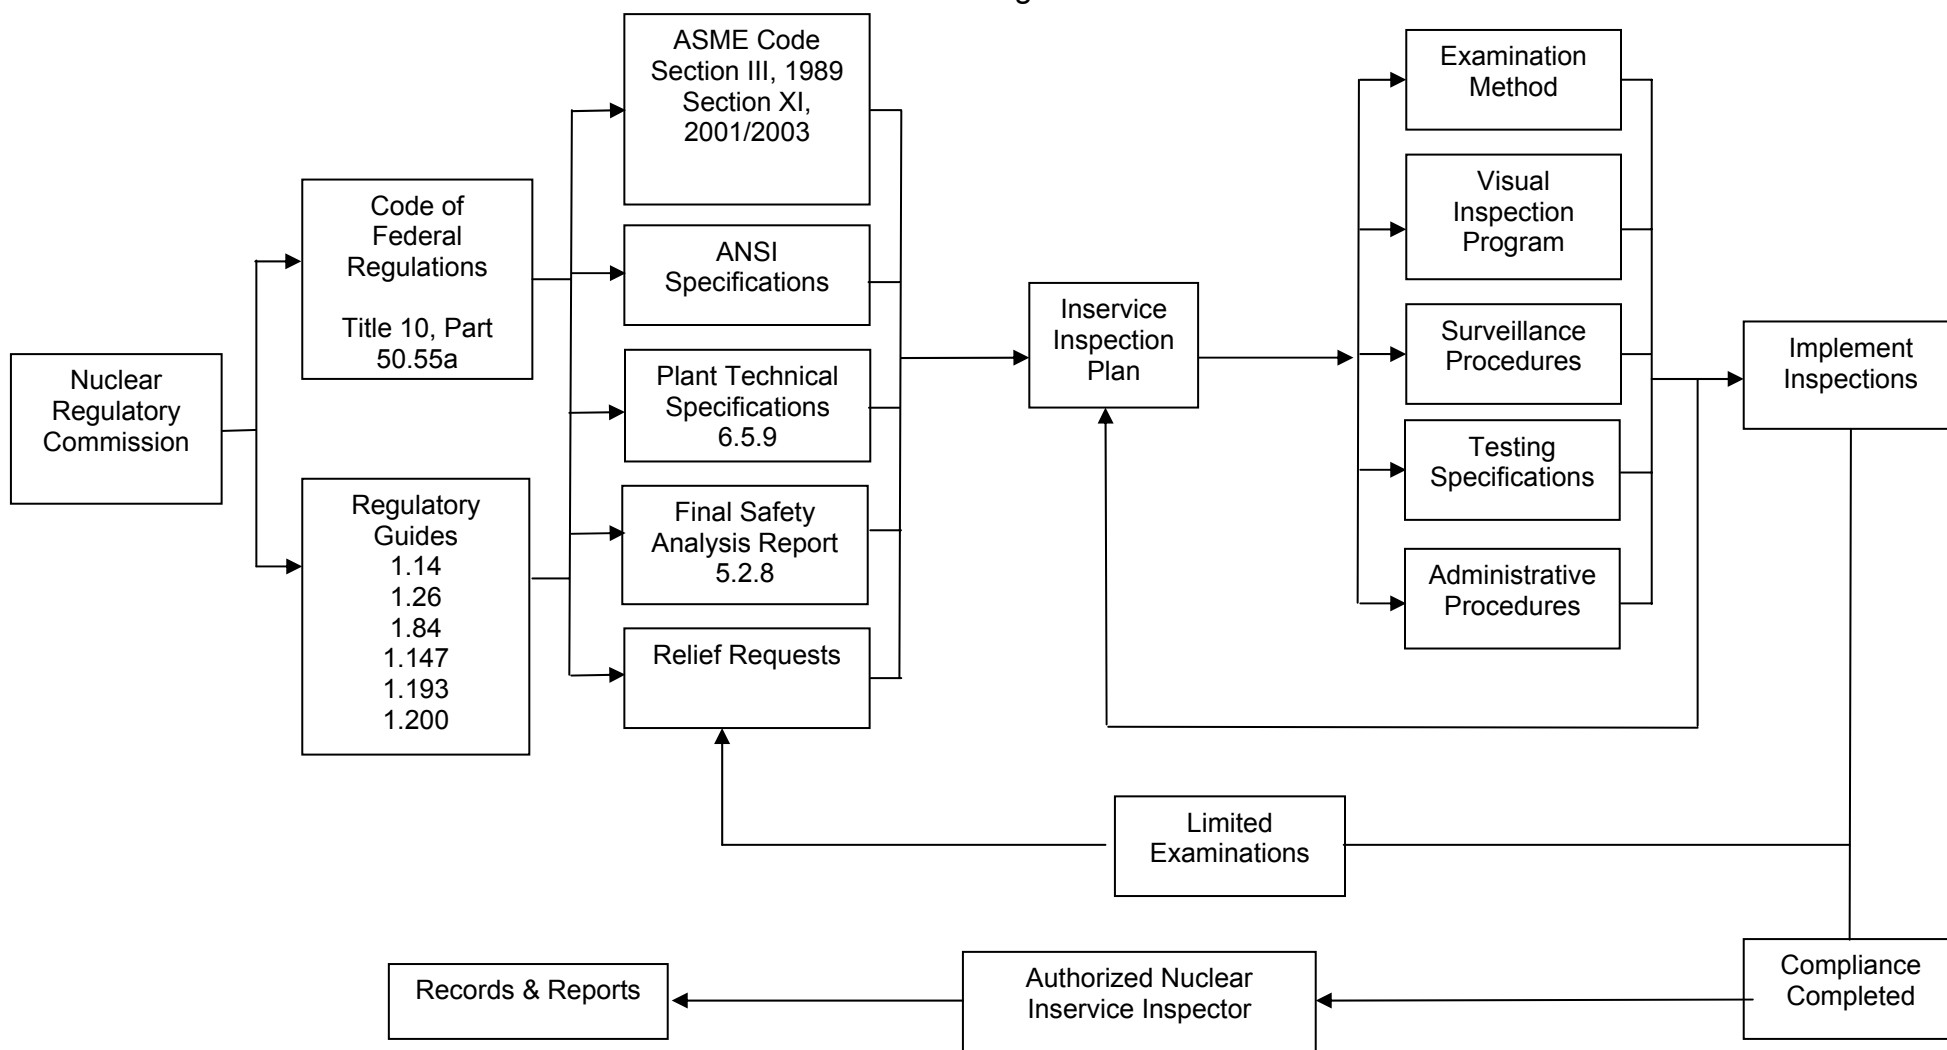 Nuclear
Regulatory
Commission
Code of
Federal
Regulations
Title 10, Part
50.55a
Regulatory
Guides
1.14
1.26
1.84
1.147
1.193
1.200
ASME Code
Section III, 1989
Section XI,
2001/2003
ANSI
Specifications
Plant Technical
Specifications
6.5.9
Final Safety
Analysis Report
5.2.8
Relief Requests
Inservice
Inspection
Plan
Examination
Method
Visual
Inspection
Program
Surveillance
Procedures
Testing
Specifications
Administrative
Procedures
Implement
Inspections
Limited
Examinations
Compliance
Completed
Authorized Nuclear
Inservice Inspector
Records & Reports